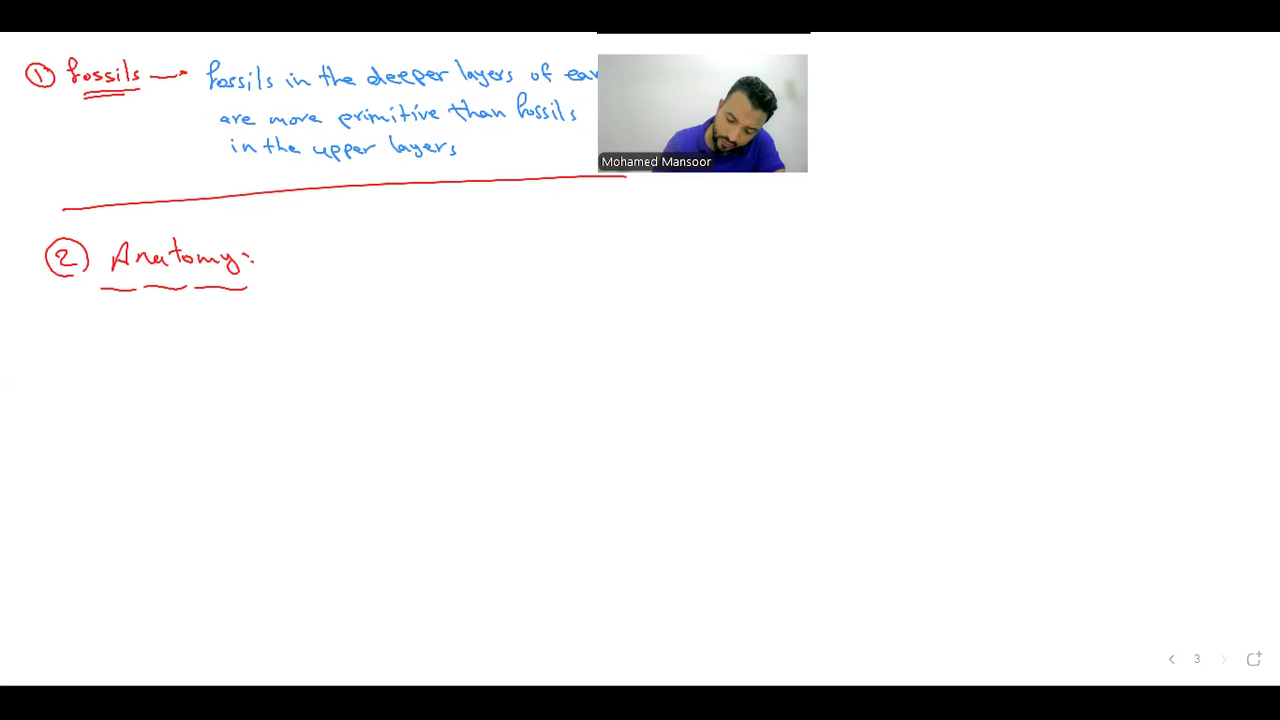 ① fossils → fossils in the deeper layers of ear
are more primitive than fossils
in the upper layers
Mohamed Mansoor
② Anatomy:
3